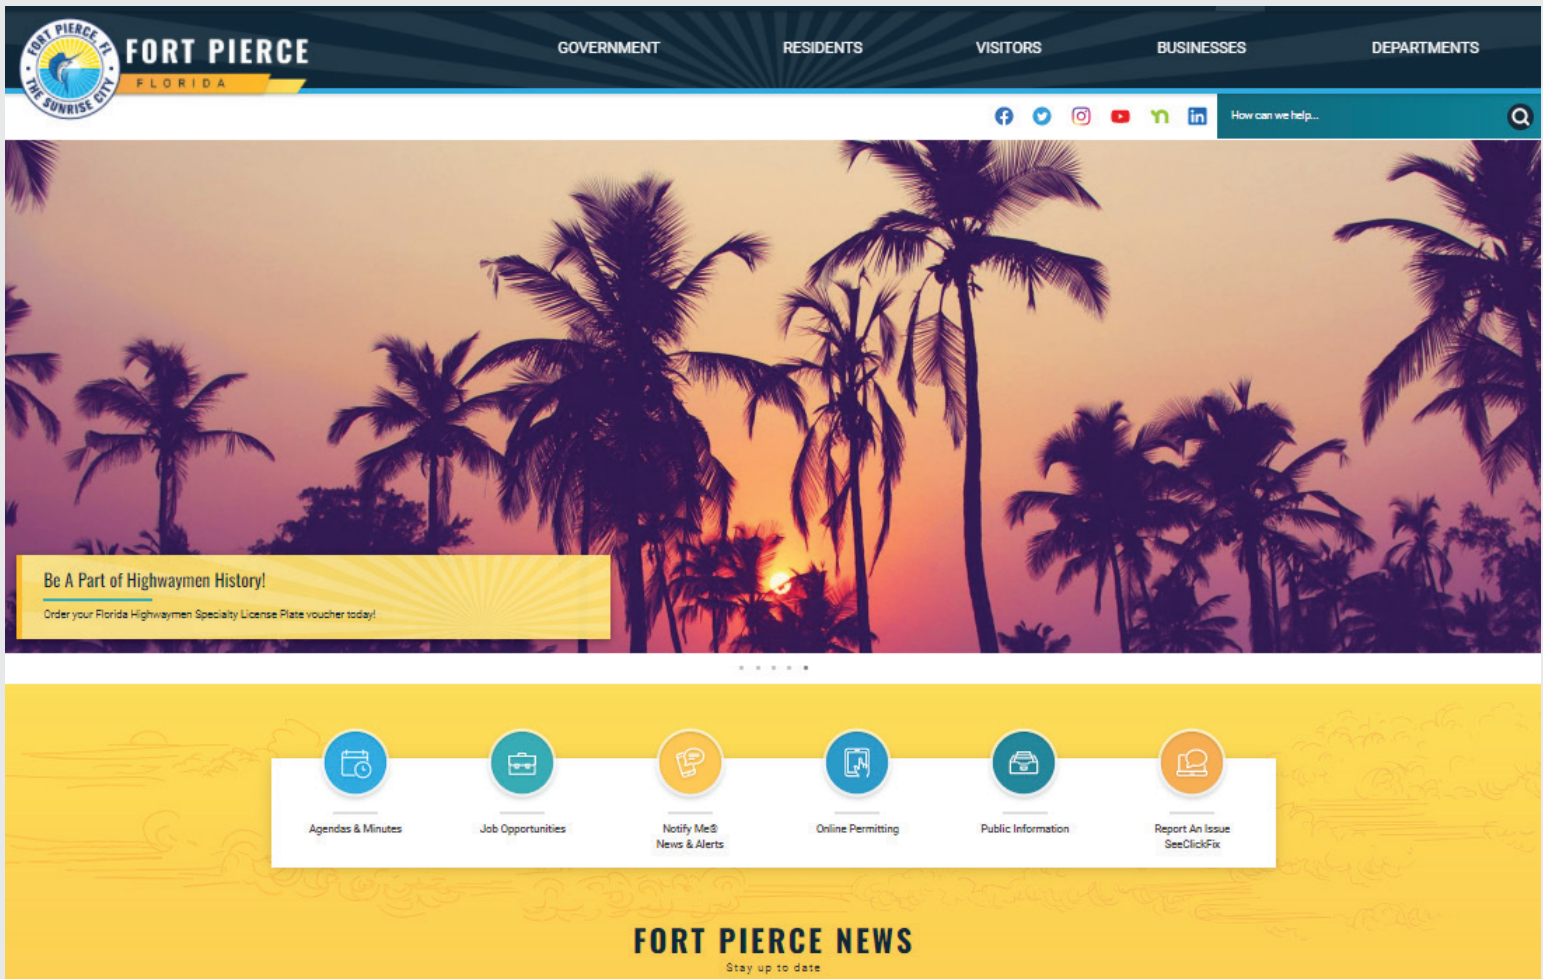 FORT PIERCE, FL
THE SUNRISE CITY
FORT PIERCE
FLORIDA
GOVERNMENT
RESIDENTS
VISITORS
BUSINESSES
DEPARTMENTS
in
How can we help...
Be A Part of Highwaymen History!
Order your Florida Highwaymen Specialty License Plate voucher today!
Agendas & Minutes
Job Opportunities
Notify Me®
News & Alerts
Online Permitting
Public Information
Report An Issue
SeeClickFix
FORT PIERCE NEWS
Stay up to date